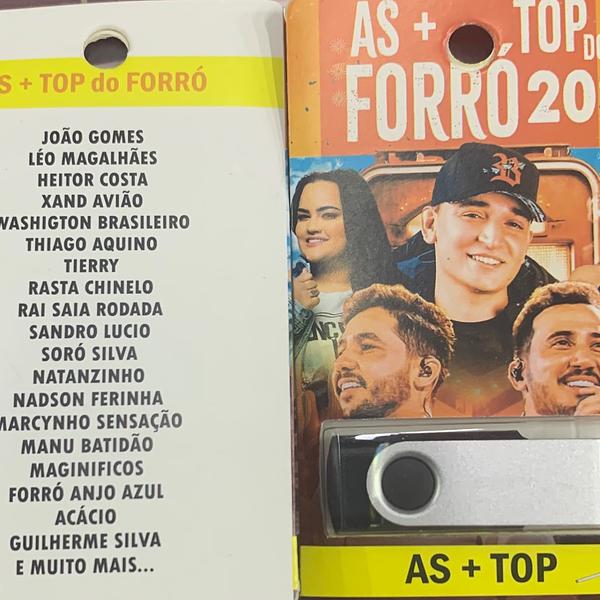 S + TOP do FORRÓ
JOÃO GOMES
LÉO MAGALHÃES
HEITOR COSTA
XAND AVIÃO
WASHIGTON BRASILEIRO
THIAGO AQUINO
TIERRY
RASTA CHINELO
RAI SAIA RODADA
SANDRO LUCIO
SORÓ SILVA
NATANZINHO
NADSON FERINHA
MARCYNHO SENSAÇÃO
MANU BATIDÃO
MAGINIFICOS
FORRÓ ANJO AZUL
ACÁCIO
GUILHERME SILVA
E MUITO MAIS...
AS + TOP DO
FORRÓ 20
AS + TOP